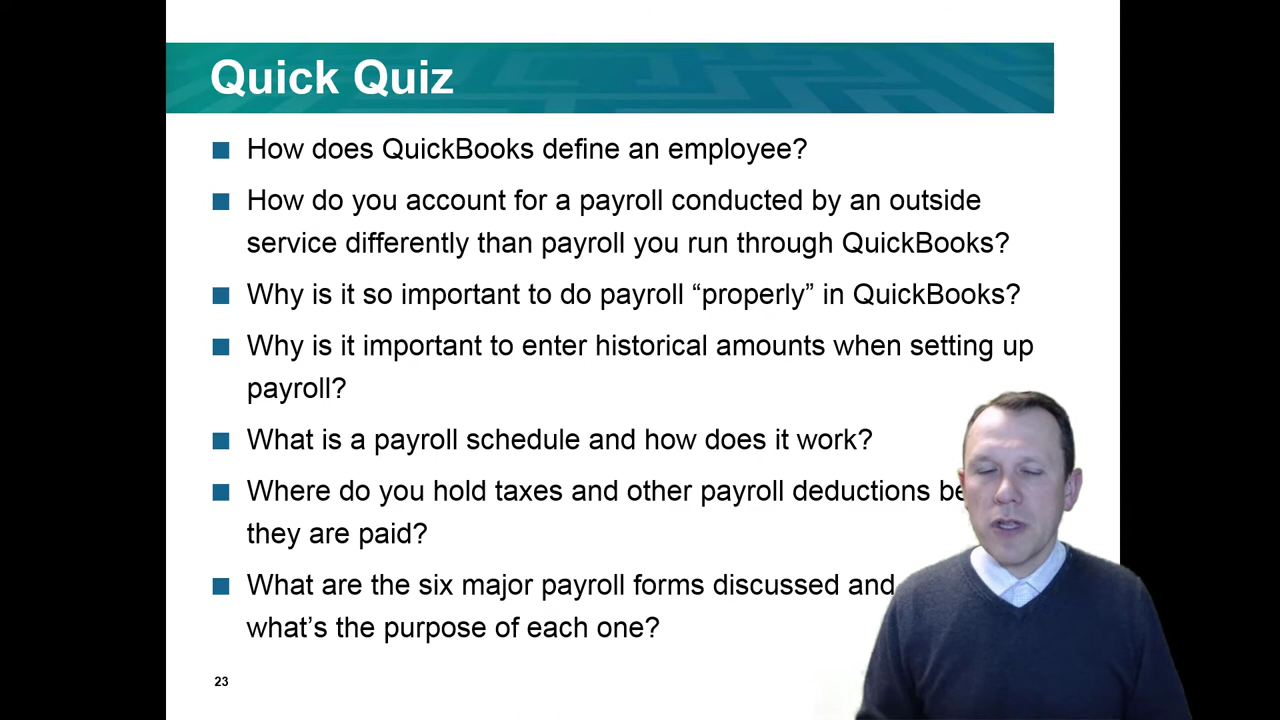 Quick Quiz
How does QuickBooks define an employee?
How do you account for a payroll conducted by an outside
service differently than payroll you run through QuickBooks?
Why is it so important to do payroll “properly” in QuickBooks?
Why is it important to enter historical amounts when setting up
payroll?
What is a payroll schedule and how does it work?
Where do you hold taxes and other payroll deductions
they are paid?
What are the six major payroll forms discussed and
what’s the purpose of each one?
23